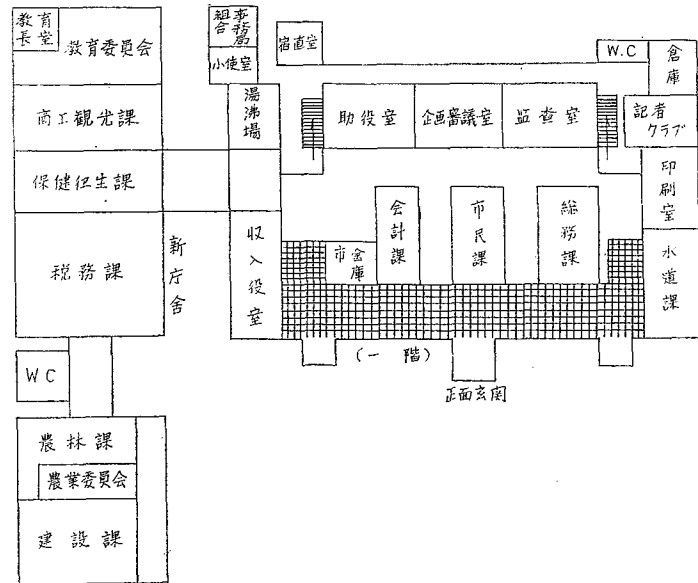 教育
長室
教育委員会
商工観光課
保健衛生課
税務課
新庁舎
WC
農林課
農業委員会
建設課
組合
事務局
小使室
湯沸場
収入役室
宿直室
助役室
企画審議室
監査室
W.C
倉庫
記者
クラブ
印刷室
水道課
市金庫
会計課
市民課
総務課
(一 階)
正面玄関